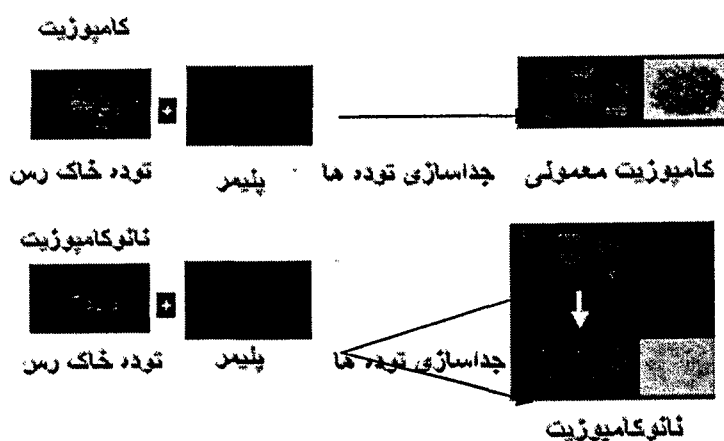 کامپوزیت
+
توده خاک رس پلیمر جداسازی توده ها کامپوزیت معمولی
نانوکامپوزیت
+
توده خاک رس پلیمر جداسازی توده ها
نانوکامپوزیت